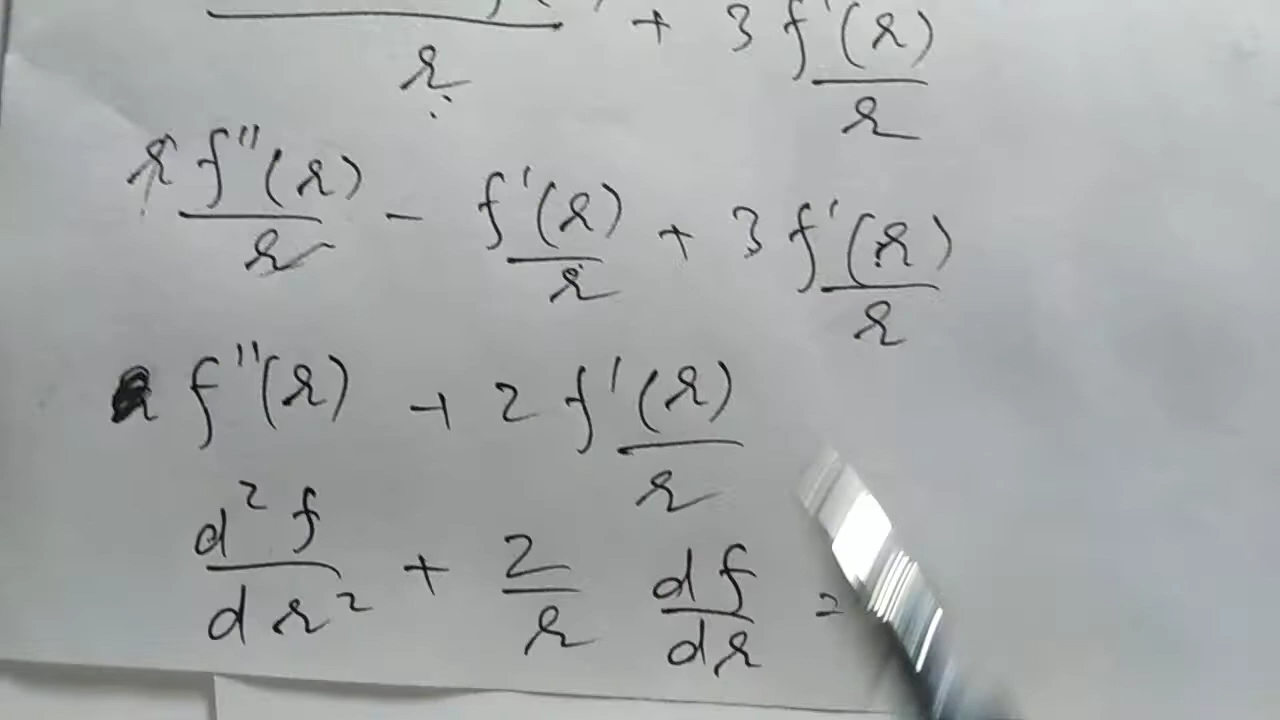 r + 3 f'(r)/r
r f''(r)/r - f'(r)/r + 3 f'(r)/r
f''(r) + 2 f'(r)/r
d²f/dr² + 2/r df/dr =